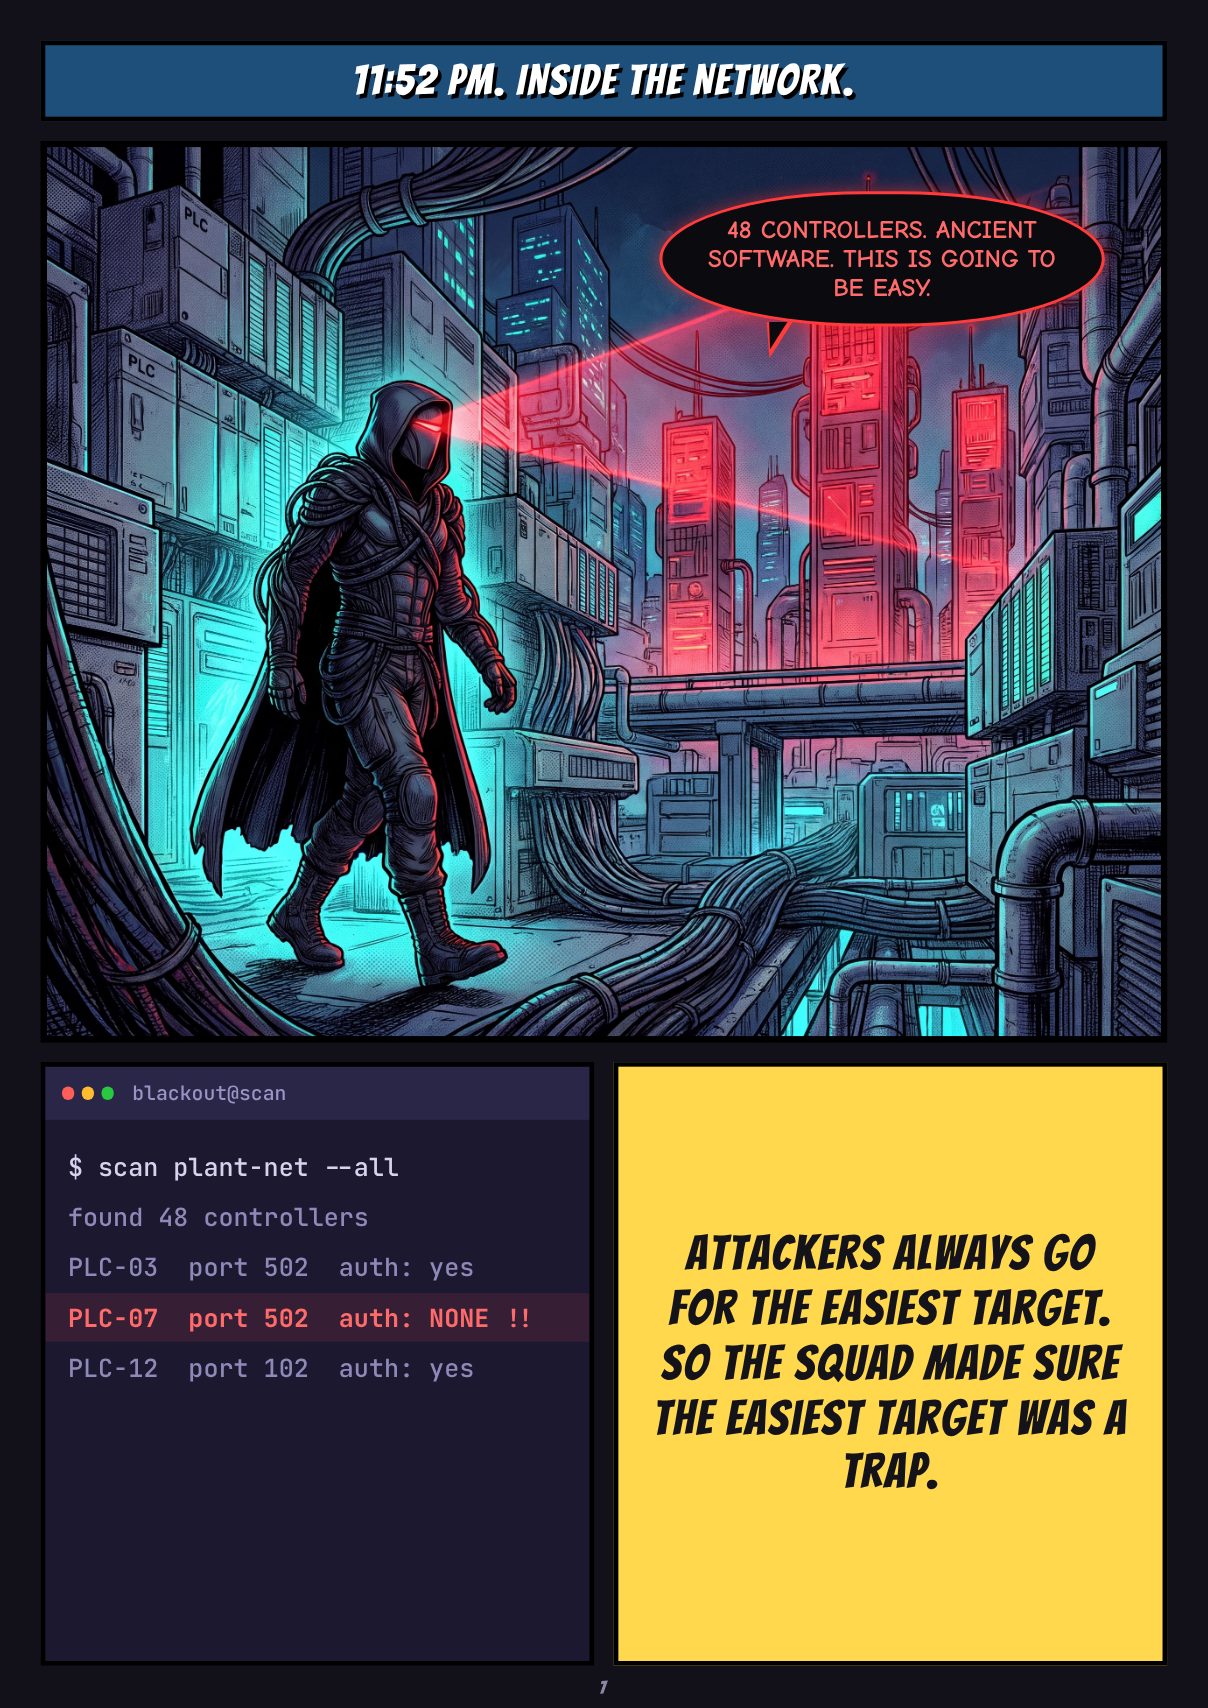 11:52 PM. INSIDE THE NETWORK.
PLC
PLC
48 CONTROLLERS. ANCIENT
SOFTWARE. THIS IS GOING TO
BE EASY.
blackout@scan
$ scan plant-net --all
found 48 controllers
PLC-03 port 502 auth: yes
PLC-07 port 502 auth: NONE !!
PLC-12 port 102 auth: yes
ATTACKERS ALWAYS GO
FOR THE EASIEST TARGET.
SO THE SQUAD MADE SURE
THE EASIEST TARGET WAS A
TRAP.
1